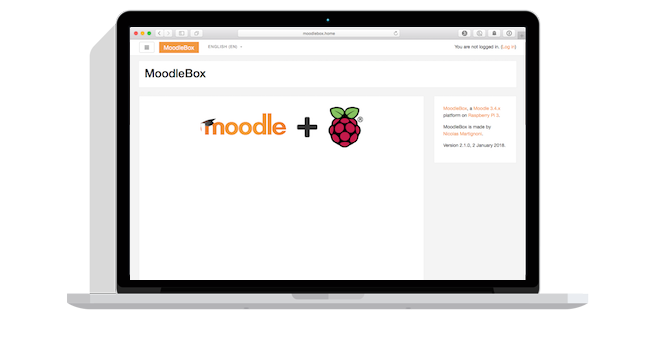 moodlebox.home
MoodleBox
ENGLISH (EN)
You are not logged in. (Log in)
MoodleBox
moodle
MoodleBox, a Moodle 3.4.x
platform on Raspberry Pi 3.
MoodleBox is made by
Nicolas Martignoni.
Version 2.1.0, 2 January 2018.